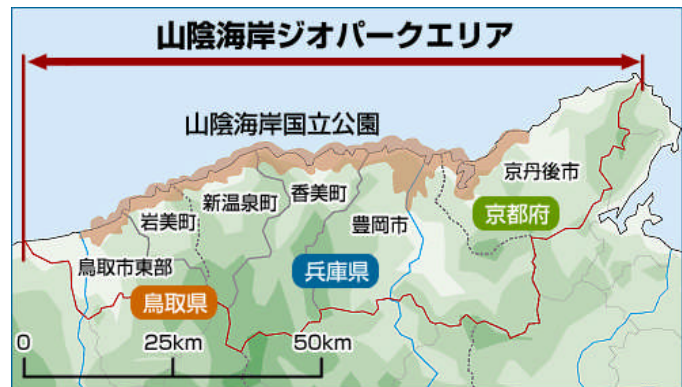 山陰海岸ジオパークエリア
山陰海岸国立公園
京丹後市
香美町
新温泉町
岩美町
豊岡市
京都府
鳥取市東部
兵庫県
鳥取県
0 25km 50km